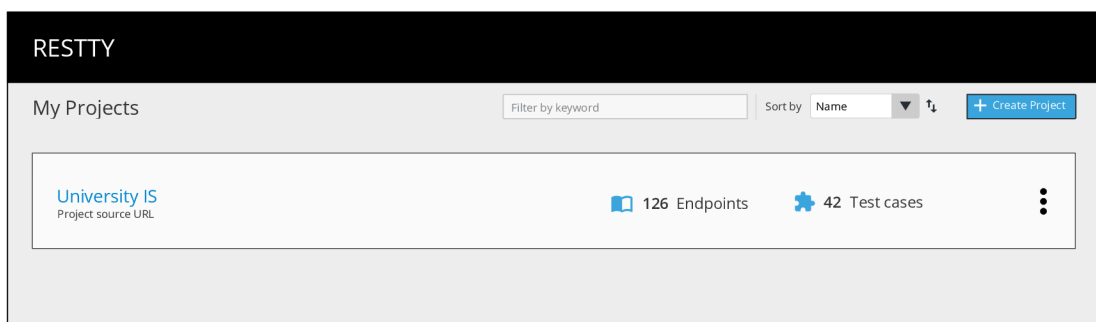 RESTTY
My Projects
Filter by keyword
Sort by
Name
Create Project
University IS
Project source URL
126 Endpoints
42 Test cases